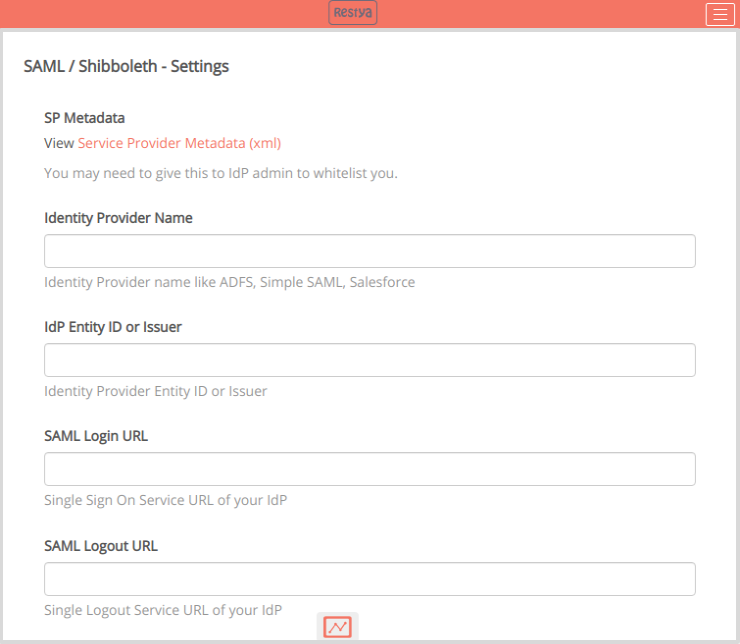 Restya
SAML / Shibboleth - Settings
SP Metadata
View Service Provider Metadata (xml)
You may need to give this to IdP admin to whitelist you.
Identity Provider Name
Identity Provider name like ADFS, Simple SAML, Salesforce
IdP Entity ID or Issuer
Identity Provider Entity ID or Issuer
SAML Login URL
Single Sign On Service URL of your IdP
SAML Logout URL
Single Logout Service URL of your IdP